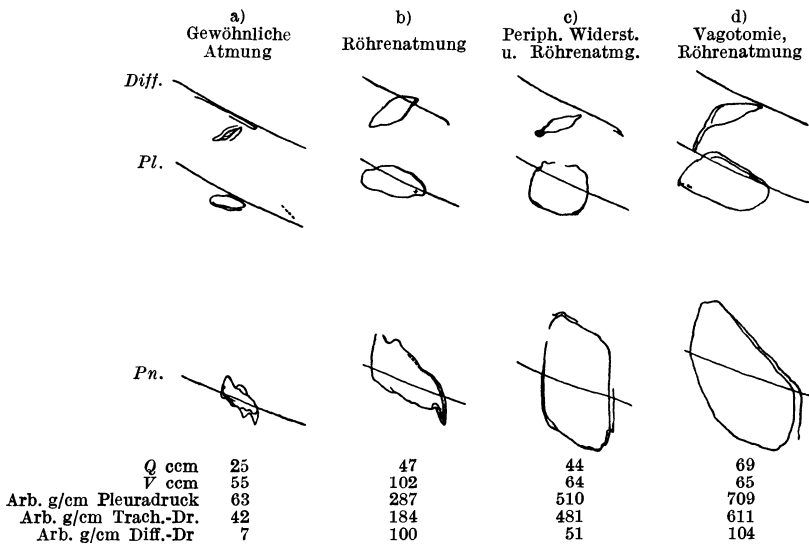 a)
Gewöhnliche
Atmung
b)
Röhrenatmung
c)
Periph. Widerst.
u. Röhrenatmg.
d)
Vagotomie,
Röhrenatmung
Diff.
Pl.
Pn.
Q ccm 25 47 44 69
V ccm 55 102 64 65
Arb. g/cm Pleuradruck 63 287 510 709
Arb. g/cm Trach.-Dr. 42 184 481 611
Arb. g/cm Diff.-Dr 7 100 51 104